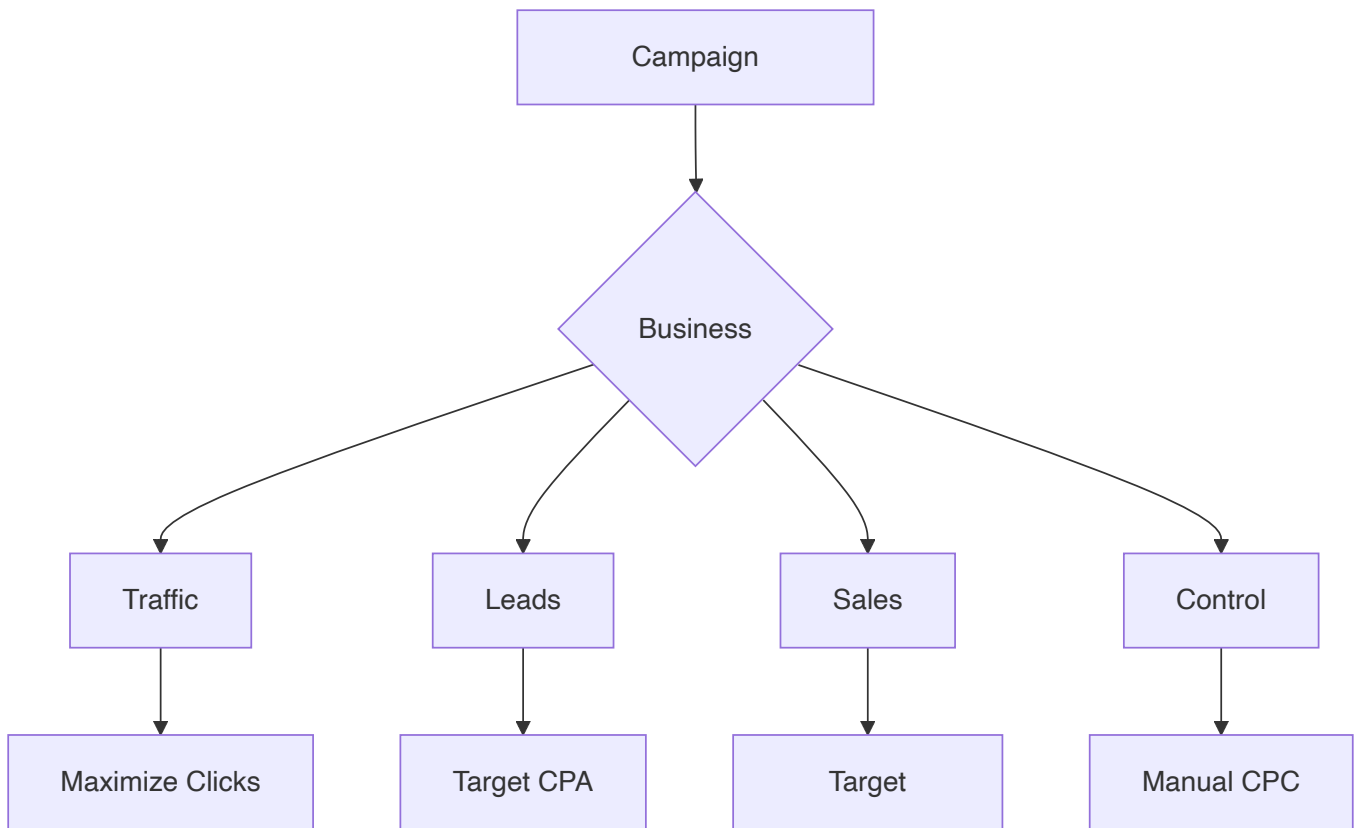 Campaign
Business
Traffic
Leads
Sales
Control
Maximize Clicks
Target CPA
Target
Manual CPC